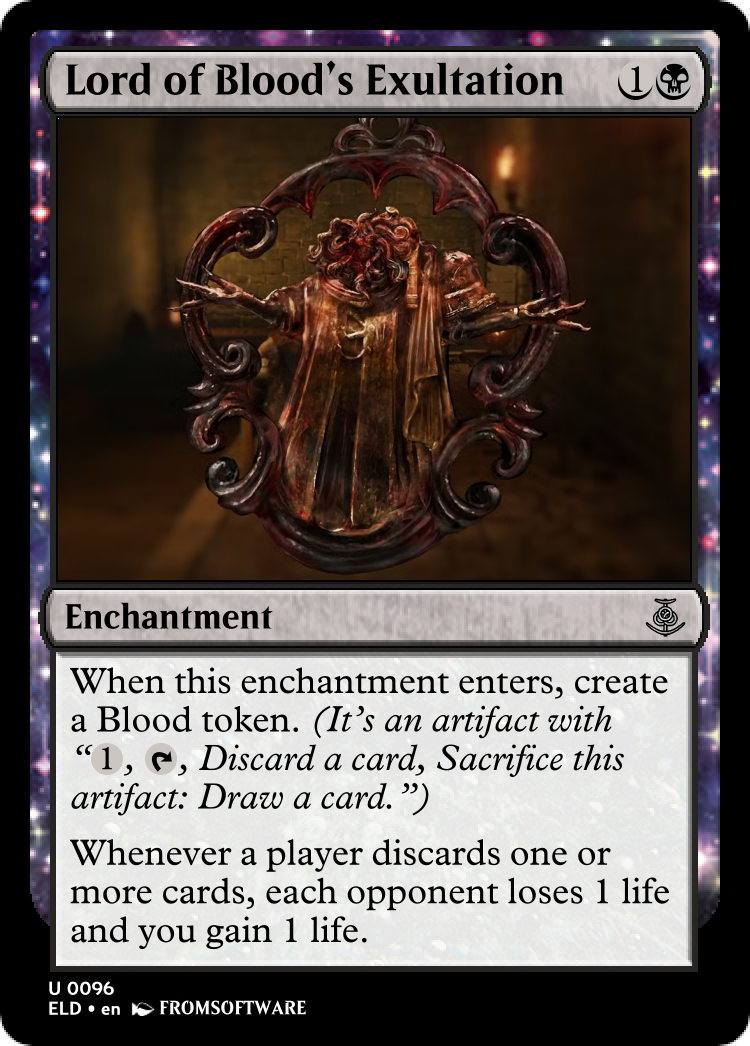 Lord of Blood's Exultation 1
Enchantment
When this enchantment enters, create
a Blood token. (It's an artifact with
“1, , Discard a card, Sacrifice this
artifact: Draw a card.”)
Whenever a player discards one or
more cards, each opponent loses 1 life
and you gain 1 life.
U 0096
ELD • en FROMSOFTWARE